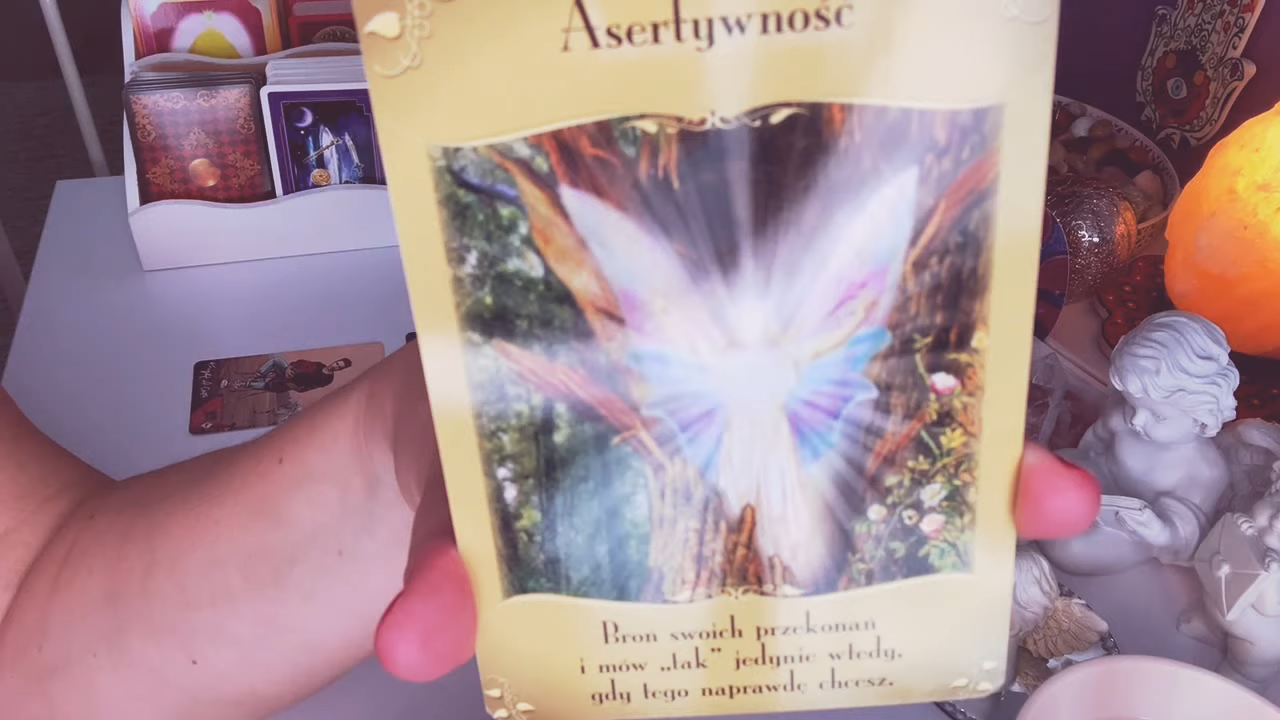 Asertywność
Broń swoich przekonań
i mów „tak” jedynie wtedy,
gdy tego naprawdę chcesz.